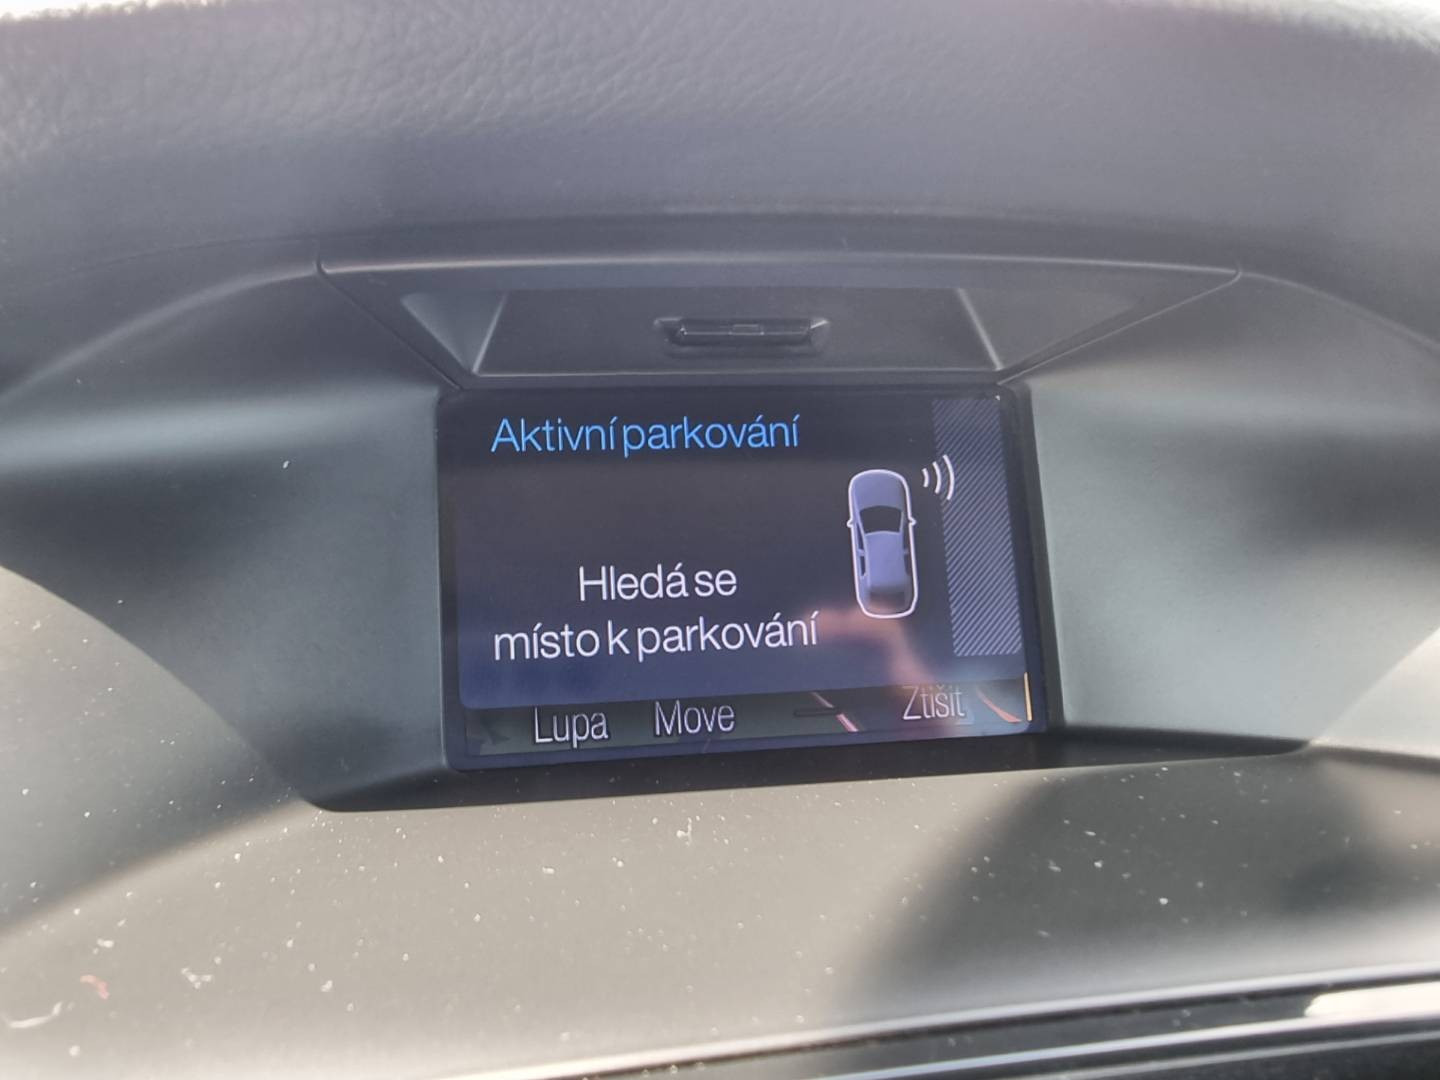 Aktivní parkování
Hledá se
místo k parkování
Lupa Move Ztišit